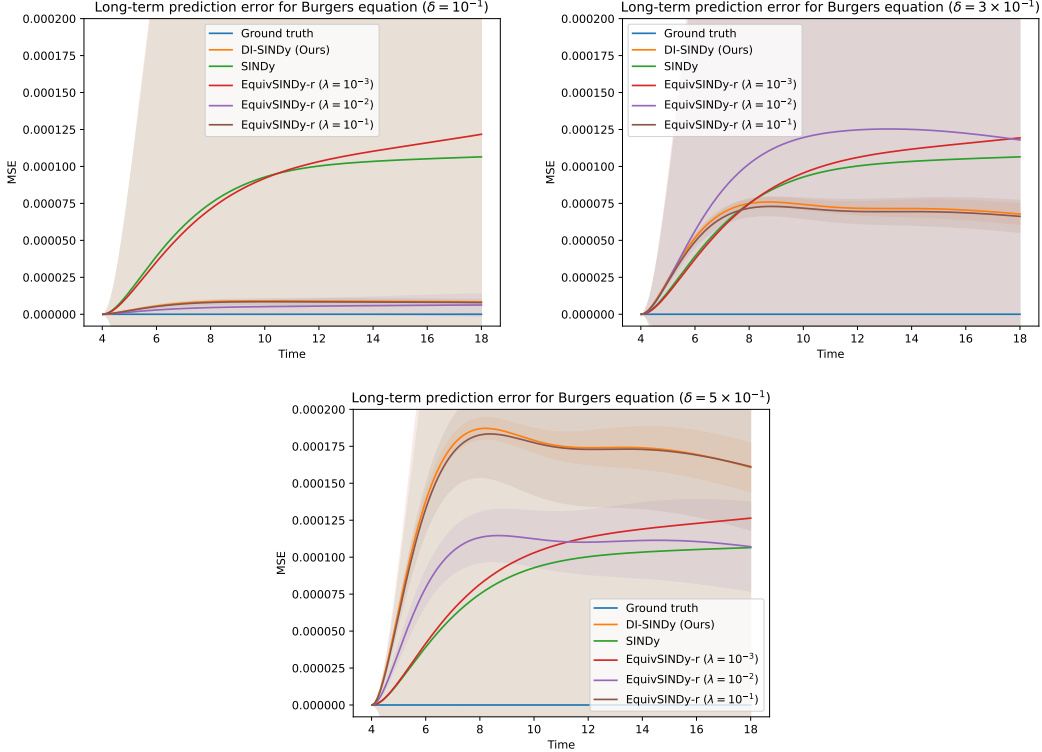 Long-term prediction error for Burgers equation (δ = 10⁻¹)
MSE
0.000200
0.000175
0.000150
0.000125
0.000100
0.000075
0.000050
0.000025
0.000000
Ground truth
DI-SINDy (Ours)
SINDy
EquivSINDy-r (λ = 10⁻³)
EquivSINDy-r (λ = 10⁻²)
EquivSINDy-r (λ = 10⁻¹)
4 6 8 10 12 14 16 18
Time
Long-term prediction error for Burgers equation (δ = 3 × 10⁻¹)
MSE
0.000200
0.000175
0.000150
0.000125
0.000100
0.000075
0.000050
0.000025
0.000000
Ground truth
DI-SINDy (Ours)
SINDy
EquivSINDy-r (λ = 10⁻³)
EquivSINDy-r (λ = 10⁻²)
EquivSINDy-r (λ = 10⁻¹)
4 6 8 10 12 14 16 18
Time
Long-term prediction error for Burgers equation (δ = 5 × 10⁻¹)
MSE
0.000200
0.000175
0.000150
0.000125
0.000100
0.000075
0.000050
0.000025
0.000000
Ground truth
DI-SINDy (Ours)
SINDy
EquivSINDy-r (λ = 10⁻³)
EquivSINDy-r (λ = 10⁻²)
EquivSINDy-r (λ = 10⁻¹)
4 6 8 10 12 14 16 18
Time